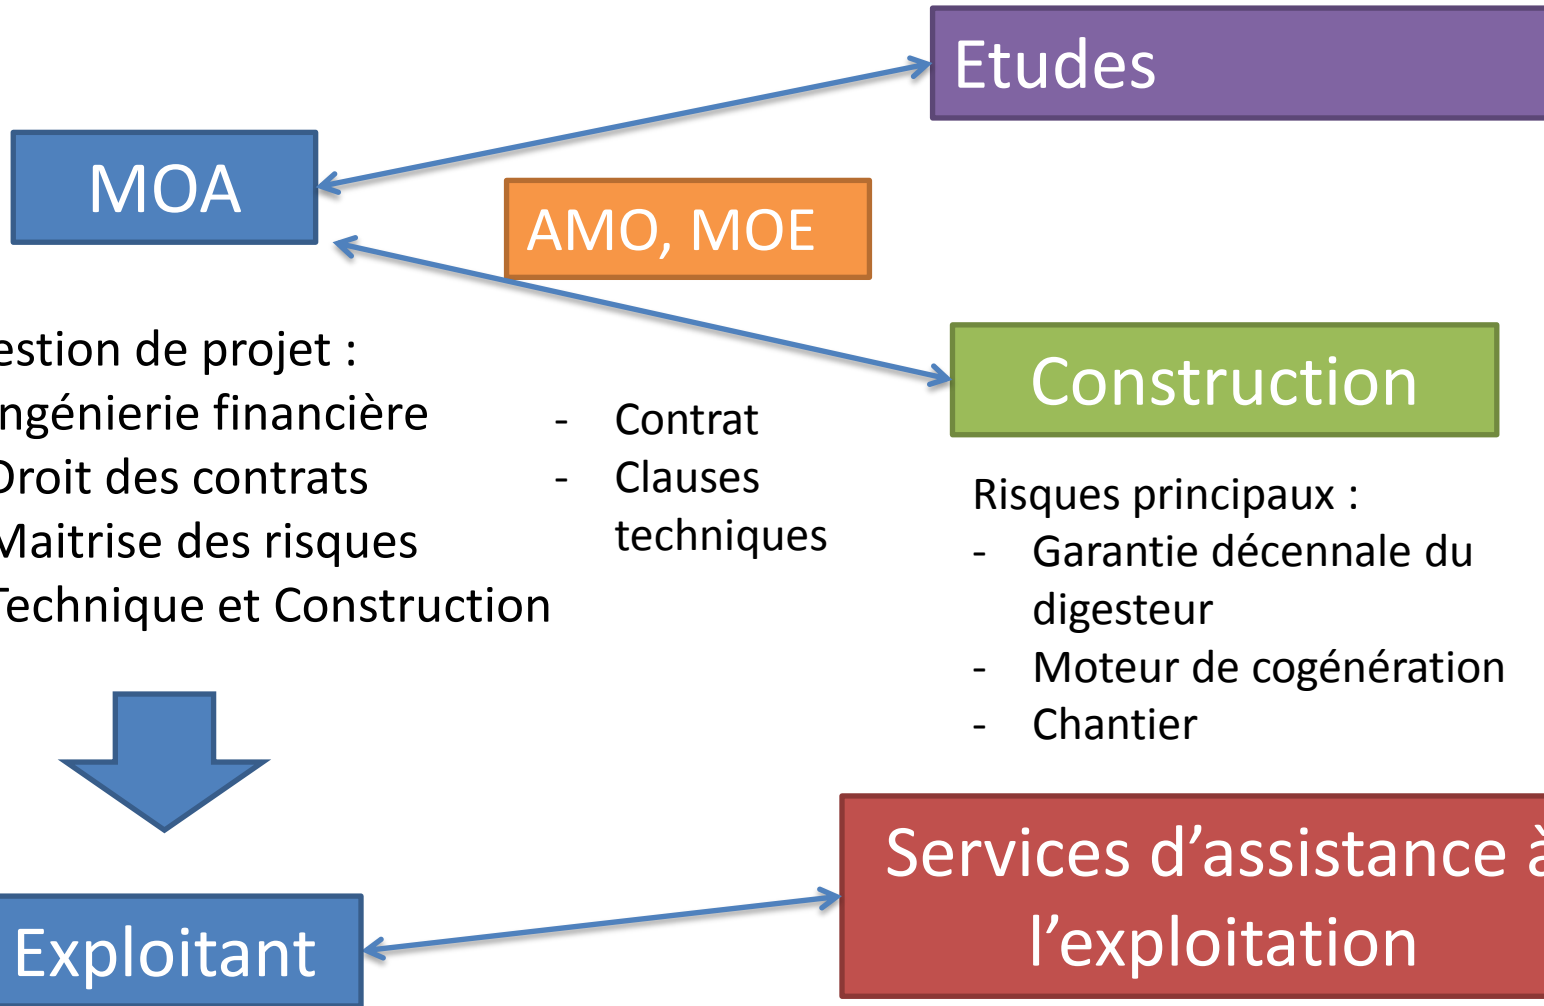 Etudes
MOA
AMO, MOE
estion de projet :
ngénierie financière
Droit des contrats
Maitrise des risques
Technique et Construction
- Contrat
- Clauses
techniques
Construction
Risques principaux :
- Garantie décennale du
digesteur
- Moteur de cogénération
- Chantier
Services d’assistance à
l’exploitation
Exploitant